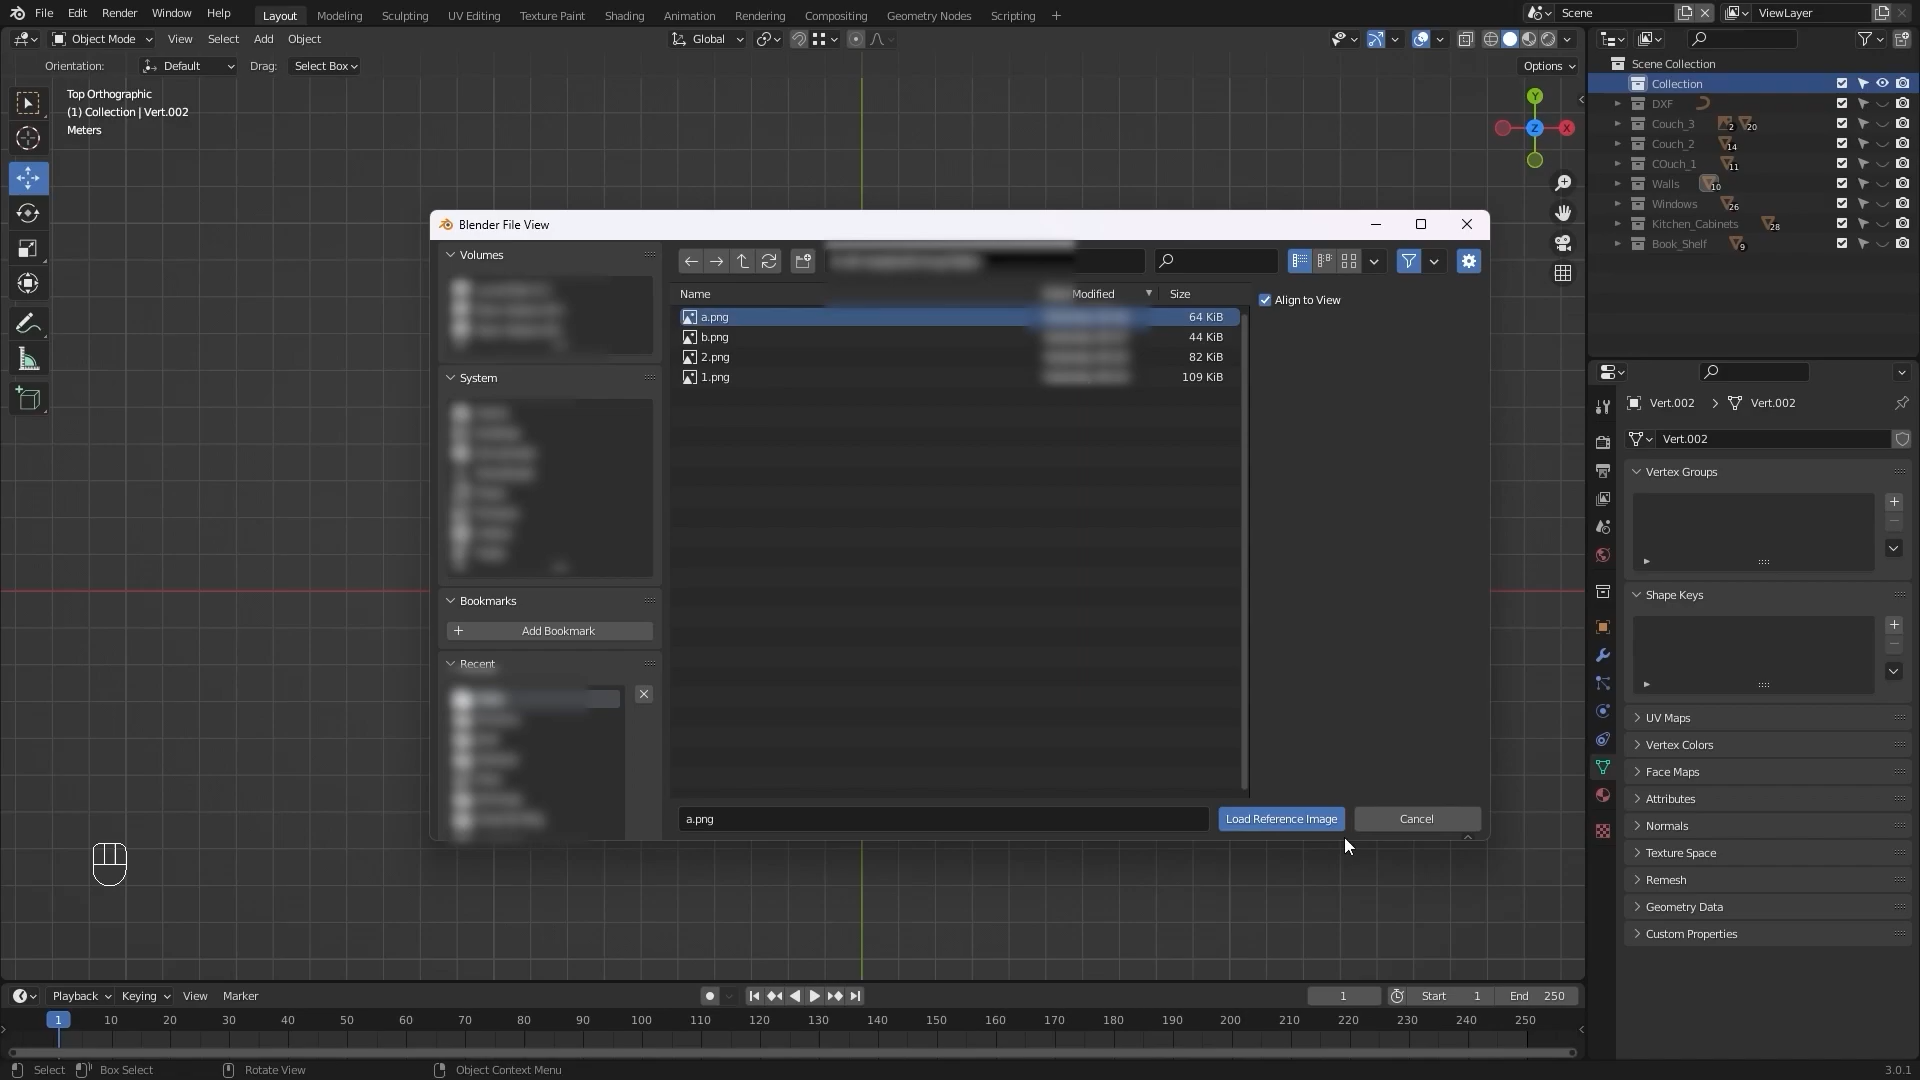 File Edit Render Window Help
Layout Modeling Sculpting UV Editing Texture Paint Shading Animation Rendering Compositing Geometry Nodes Scripting
Scene
ViewLayer
Object Mode View Select Add Object
Global
Orientation: Default Drag: Select Box
Options
Top Orthographic
(1) Collection | Vert.002
Meters
Y
Z
X
Scene Collection
Collection
DXF
Couch_3 2 20
Couch_2 14
COuch_1 11
Walls 10
Windows 26
Kitchen_Cabinets 28
Book_Shelf 9
Blender File View
Volumes
System
Bookmarks
Add Bookmark
Recent
Name Modified Size
a.png 64 KiB
b.png 44 KiB
2.png 82 KiB
1.png 109 KiB
Align to View
a.png
Load Reference Image
Cancel
Vert.002 > Vert.002
Vert.002
Vertex Groups
Shape Keys
UV Maps
Vertex Colors
Face Maps
Attributes
Normals
Texture Space
Remesh
Geometry Data
Custom Properties
Playback Keying View Marker
1
Start 1
End 250
1 10 20 30 40 50 60 70 80 90 100 110 120 130 140 150 160 170 180 190 200 210 220 230 240 250
Select Box Select Rotate View Object Context Menu
3.0.1